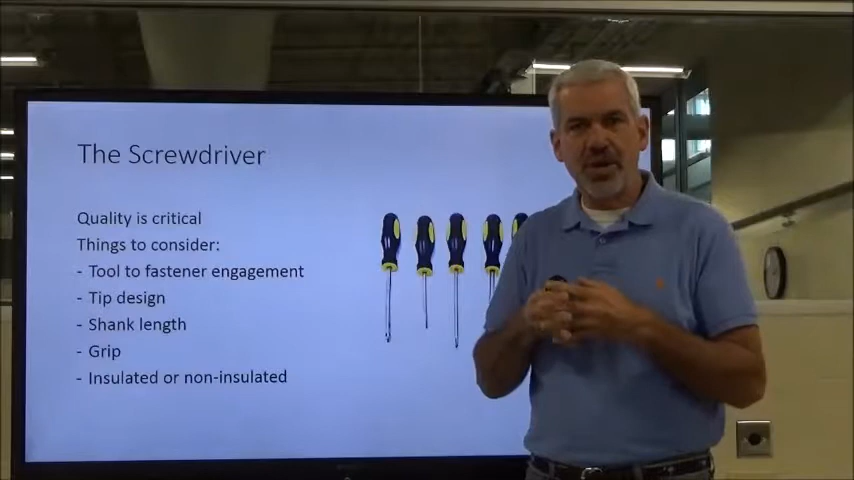 The Screwdriver
Quality is critical
Things to consider:
- Tool to fastener engagement
- Tip design
- Shank length
- Grip
- Insulated or non-insulated